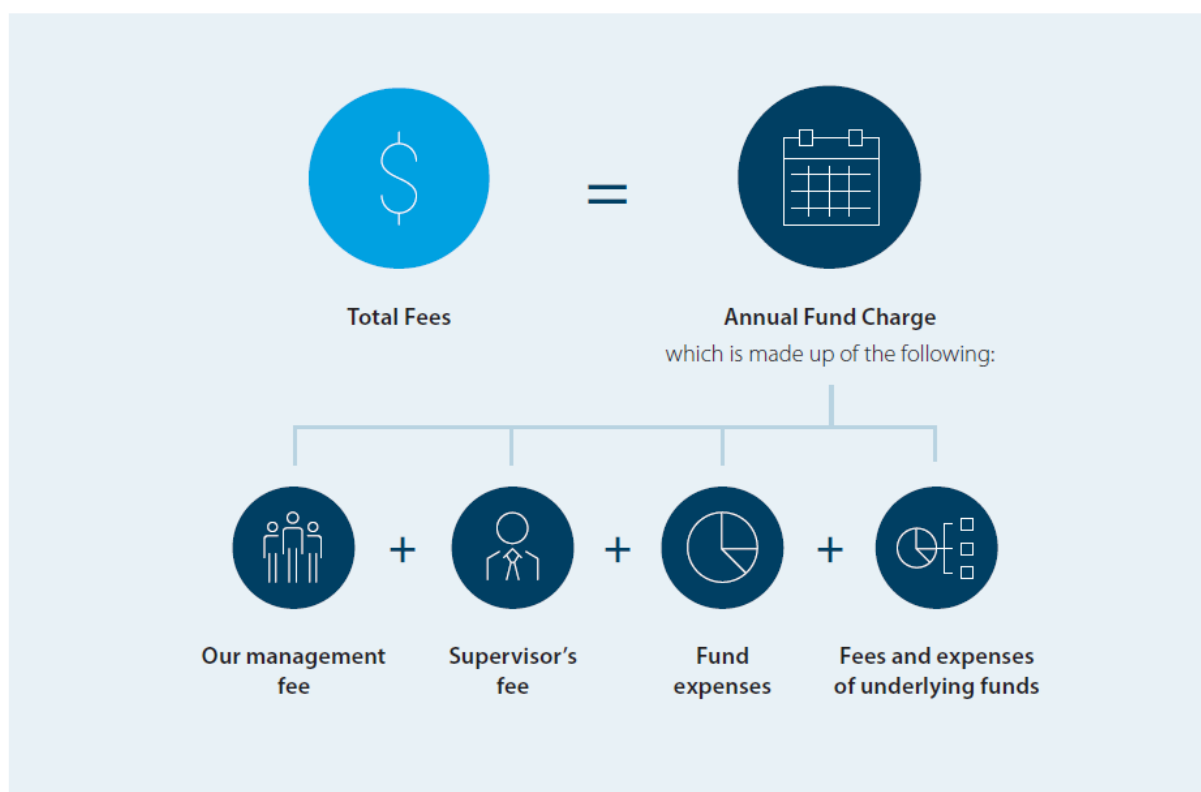 $
=
Total Fees
Annual Fund Charge
which is made up of the following:
+
+
+
Our management
fee
Supervisor’s
fee
Fund
expenses
Fees and expenses
of underlying funds